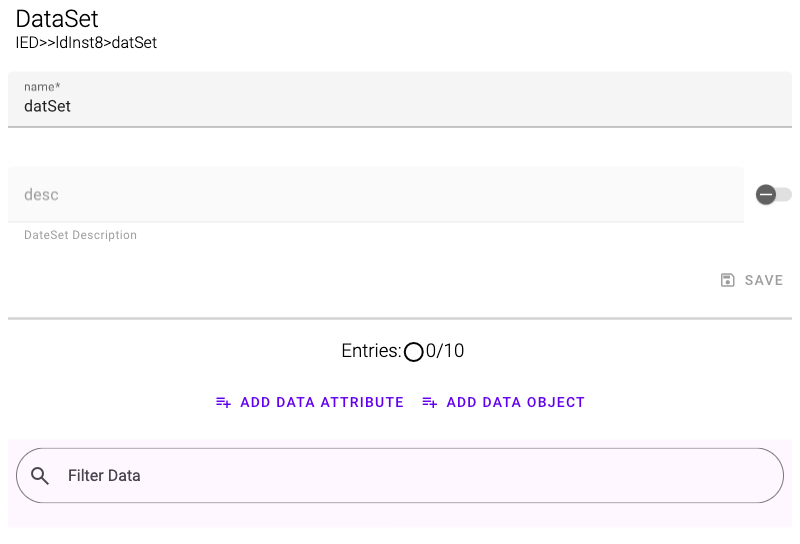 DataSet
IED>>ldInst8>datSet
name*
datSet
desc
DateSet Description
SAVE
Entries: 0/10
ADD DATA ATTRIBUTE ADD DATA OBJECT
Filter Data